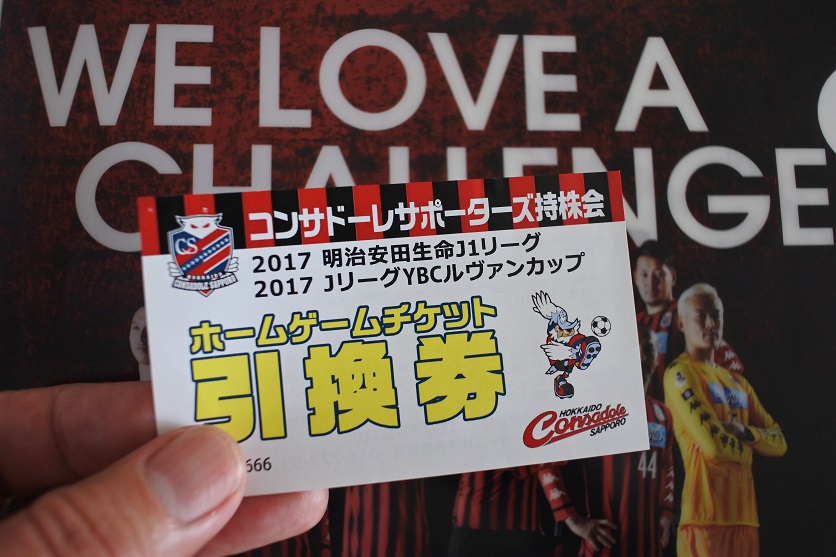 WE LOVE A
CHALLENGE
コンサドーレサポーターズ持株会
CS
CONSADOLE SAPPORO
2017 明治安田生命J1リーグ
2017 JリーグYBCルヴァンカップ
ホームゲームチケット
引換券
HOKKAIDO
Consadole
SAPPORO
666
44